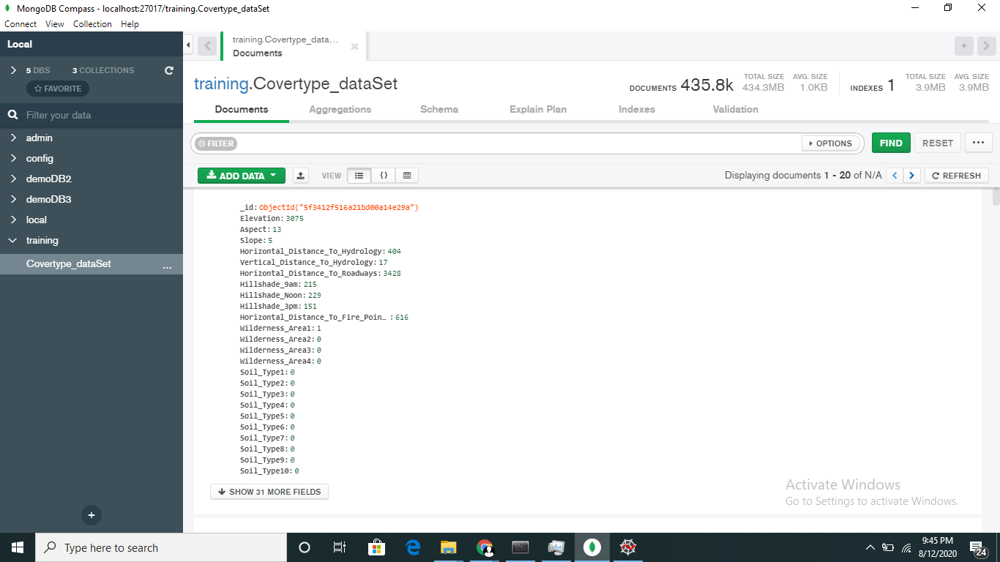 MongoDB Compass - localhost:27017/training.Covertype_dataSet
Connect View Collection Help
Local
5 DBS 3 COLLECTIONS
FAVORITE
Filter your data
admin
config
demoDB2
demoDB3
local
training
Covertype_dataSet ...
training.Covertype_data...
Documents
training.Covertype_dataSet
DOCUMENTS 435.8k TOTAL SIZE 434.3MB AVG. SIZE 1.0KB INDEXES 1 TOTAL SIZE 3.9MB AVG. SIZE 3.9MB
Documents Aggregations Schema Explain Plan Indexes Validation
FILTER OPTIONS FIND RESET ...
ADD DATA VIEW {} Displaying documents 1 - 20 of N/A < > REFRESH
_id: ObjectId("5f3412f516a21bd00a14e29a")
Elevation: 3075
Aspect: 13
Slope: 5
Horizontal_Distance_To_Hydrology: 404
Vertical_Distance_To_Hydrology: 17
Horizontal_Distance_To_Roadways: 3428
Hillshade_9am: 215
Hillshade_Noon: 229
Hillshade_3pm: 151
Horizontal_Distance_To_Fire_Poin… : 616
Wilderness_Area1: 1
Wilderness_Area2: 0
Wilderness_Area3: 0
Wilderness_Area4: 0
Soil_Type1: 0
Soil_Type2: 0
Soil_Type3: 0
Soil_Type4: 0
Soil_Type5: 0
Soil_Type6: 0
Soil_Type7: 0
Soil_Type8: 0
Soil_Type9: 0
Soil_Type10: 0
SHOW 31 MORE FIELDS
Activate Windows
Go to Settings to activate Windows.
Type here to search
9:45 PM
8/12/2020
24